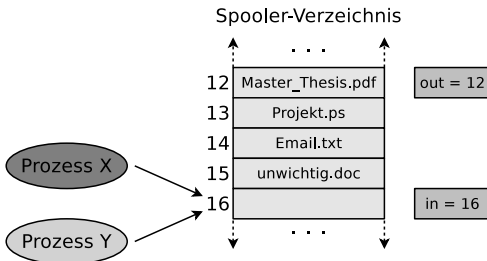 Spooler-Verzeichnis
. . .
12 Master_Thesis.pdf out = 12
13 Projekt.ps
14 Email.txt
Prozess X
15 unwichtig.doc
16 in = 16
Prozess Y
. . .